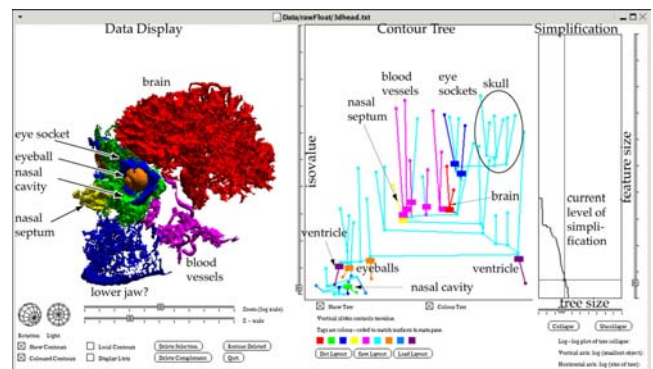 Data/rawFloat/3dhead.txt
Data Display
Contour Tree
Simplification
brain
eye socket
eyeball
nasal
cavity
nasal
septum
blood
vessels
lower jaw?
isovalue
blood
vessels
eye
sockets
skull
nasal
septum
brain
ventricle
eyeballs
nasal cavity
ventricle
feature size
current
level of
simpli-
fication
tree size
Rotation
Light
Zoom (log scale)
Z - scale
Show Contour
Local Contour
Delete Selection
Restore Deleted
Coloured Contour
Display Lists
Delete Complement
Quit
Show Tree
Colour Tree
Vertical slider controls isovalue.
Tags are colour-coded to match surfaces in main pane.
Dot Layout
Save Layout
Load Layout
Collapse
Uncollapse
Log-log plot of tree collapse.
Vertical axis: log (smallest object)
Horizontal axis: log (size of tree)